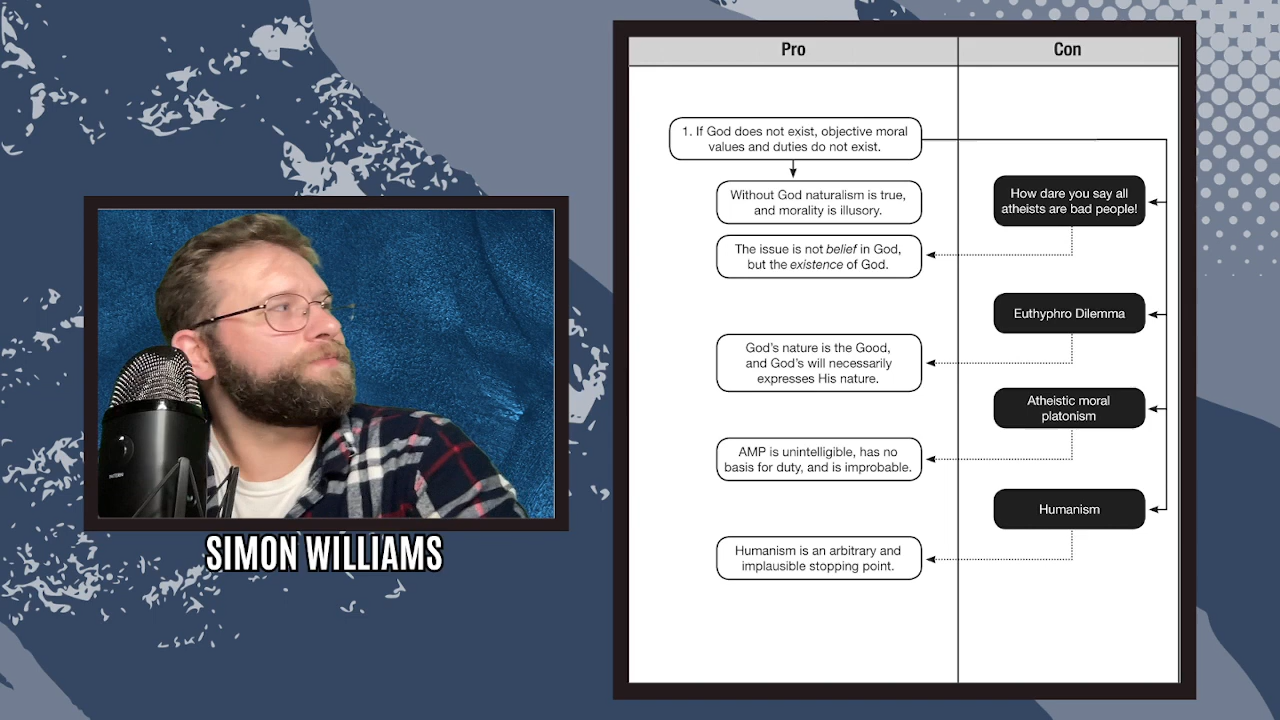 Pro
Con
1. If God does not exist, objective moral
values and duties do not exist.
Without God naturalism is true,
and morality is illusory.
How dare you say all
atheists are bad people!
The issue is not belief in God,
but the existence of God.
Euthyphro Dilemma
God's nature is the Good,
and God's will necessarily
expresses His nature.
Atheistic moral
platonism
AMP is unintelligible, has no
basis for duty, and is improbable.
Humanism
Humanism is an arbitrary and
implausible stopping point.
SIMON WILLIAMS